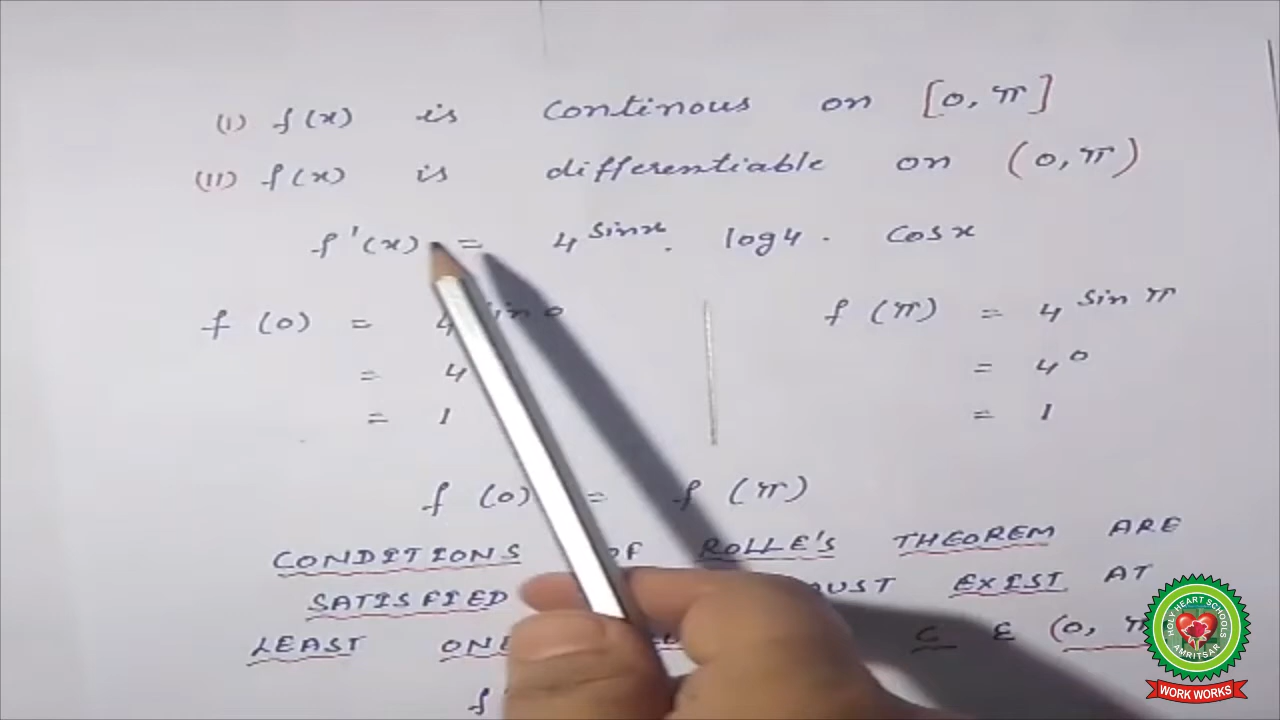 (I) f(x) is continous on [0, π]
(II) f(x) is differentiable on (0, π)
f'(x) = 4^sinx . log4 . cosx
f(0) = 4^sin 0
= 4
= 1
f(π) = 4^sin π
= 4^0
= 1
f(0) = f(π)
CONDITIONS OF ROLLE'S THEOREM ARE
SATISFIED EXIST AT
LEAST C ε (0, π
HOLY HEART SCHOOLS
AMRITSAR
WORK WORKS